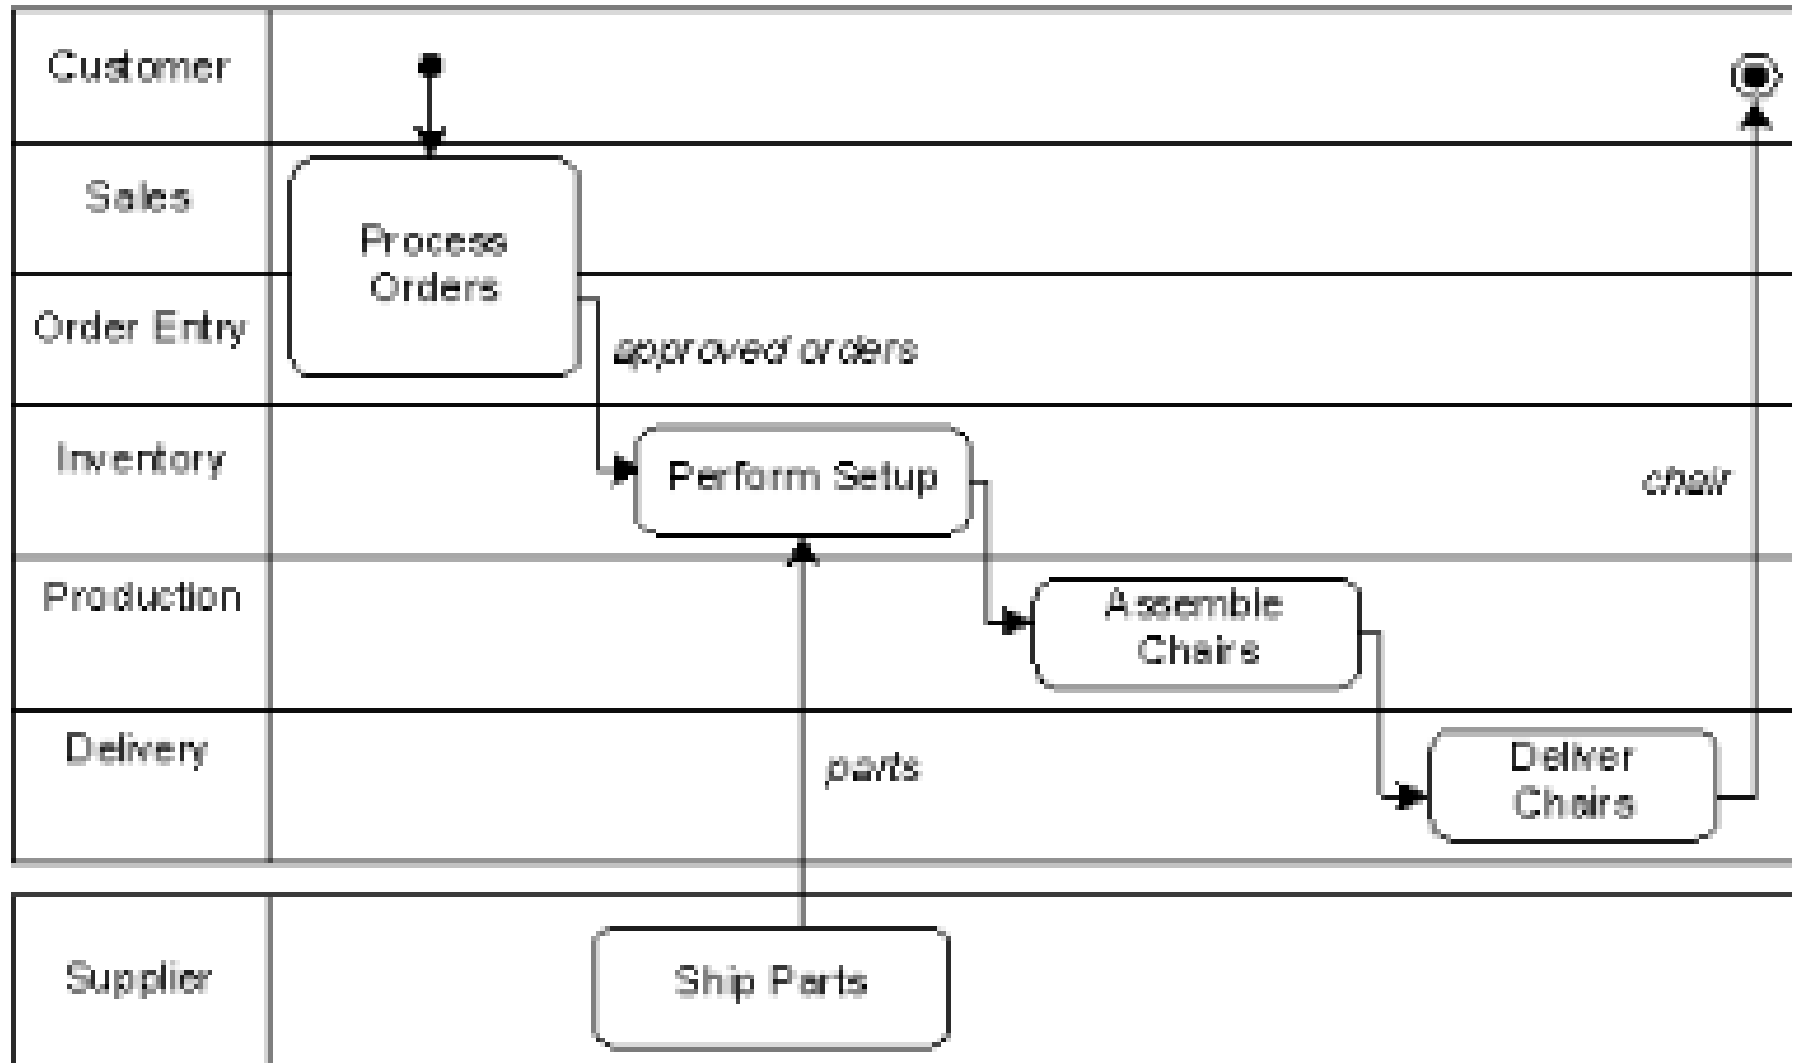 Customer
Sales
Process
Orders
Order Entry
approved orders
Inventory
Perform Setup
chair
Production
Assemble
Chairs
Delivery
parts
Deliver
Chairs
Supplier
Ship Parts